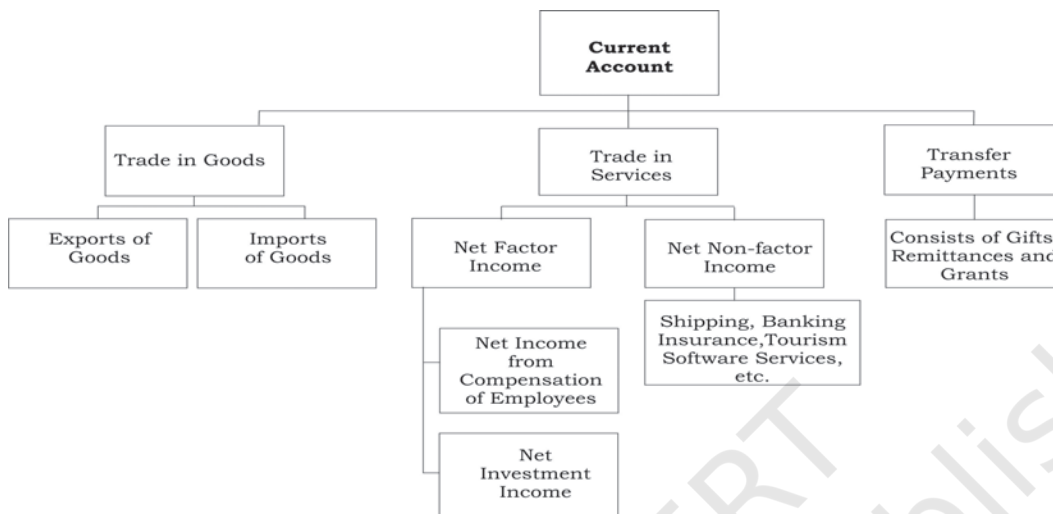 Current
Account
Trade in Goods
Trade in
Services
Transfer
Payments
Exports of
Goods
Imports
of Goods
Net Factor
Income
Net Non-factor
Income
Consists of Gifts,
Remittances and
Grants
Shipping, Banking
Insurance,Tourism
Software Services,
etc.
Net Income
from
Compensation
of Employees
Net
Investment
Income